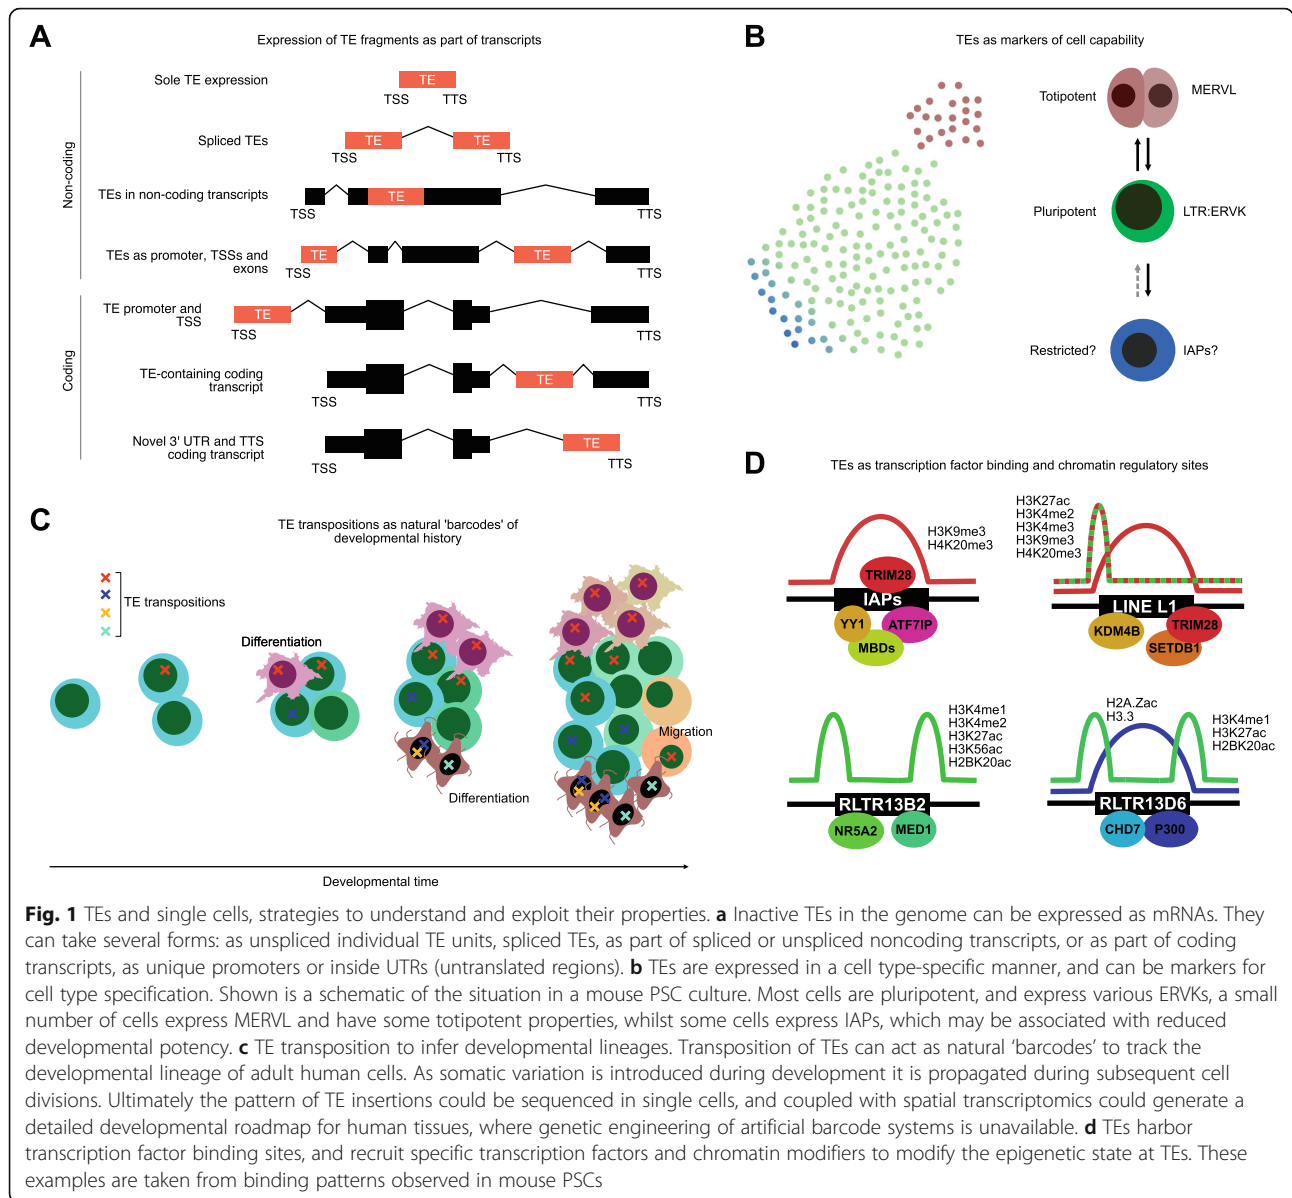 A
Expression of TE fragments as part of transcripts
Non-coding
Sole TE expression
TE
TSS
TTS
Spliced TEs
TE
TE
TSS
TTS
TEs in non-coding transcripts
TE
TSS
TTS
TEs as promoter, TSSs and
exons
TE
TE
TSS
TTS
Coding
TE promoter and
TSS
TE
TSS
TTS
TE-containing coding
transcript
TE
TSS
TTS
Novel 3' UTR and TTS
coding transcript
TE
TSS
TTS
B
TEs as markers of cell capability
Totipotent
MERVL
Pluripotent
LTR:ERVK
Restricted?
IAPs?
C
TE transpositions as natural 'barcodes' of
developmental history
TE transpositions
Differentiation
Differentiation
Migration
Developmental time
D
TEs as transcription factor binding and chromatin regulatory sites
H3K9me3
H4K20me3
TRIM28
IAPs
YY1
ATF7IP
MBDs
H3K27ac
H3K4me2
H3K4me3
H3K9me3
H4K20me3
LINE L1
KDM4B
TRIM28
SETDB1
H3K4me1
H3K4me2
H3K27ac
H3K56ac
H2BK20ac
RLTR13B2
NR5A2
MED1
H2A.Zac
H3.3
H3K4me1
H3K27ac
H2BK20ac
RLTR13D6
CHD7
P300
Fig. 1 TEs and single cells, strategies to understand and exploit their properties. a Inactive TEs in the genome can be expressed as mRNAs. They
can take several forms: as unspliced individual TE units, spliced TEs, as part of spliced or unspliced noncoding transcripts, or as part of coding
transcripts, as unique promoters or inside UTRs (untranslated regions). b TEs are expressed in a cell type-specific manner, and can be markers for
cell type specification. Shown is a schematic of the situation in a mouse PSC culture. Most cells are pluripotent, and express various ERVKs, a small
number of cells express MERVL and have some totipotent properties, whilst some cells express IAPs, which may be associated with reduced
developmental potency. c TE transposition to infer developmental lineages. Transposition of TEs can act as natural ‘barcodes’ to track the
developmental lineage of adult human cells. As somatic variation is introduced during development it is propagated during subsequent cell
divisions. Ultimately the pattern of TE insertions could be sequenced in single cells, and coupled with spatial transcriptomics could generate a
detailed developmental roadmap for human tissues, where genetic engineering of artificial barcode systems is unavailable. d TEs harbor
transcription factor binding sites, and recruit specific transcription factors and chromatin modifiers to modify the epigenetic state at TEs. These
examples are taken from binding patterns observed in mouse PSCs